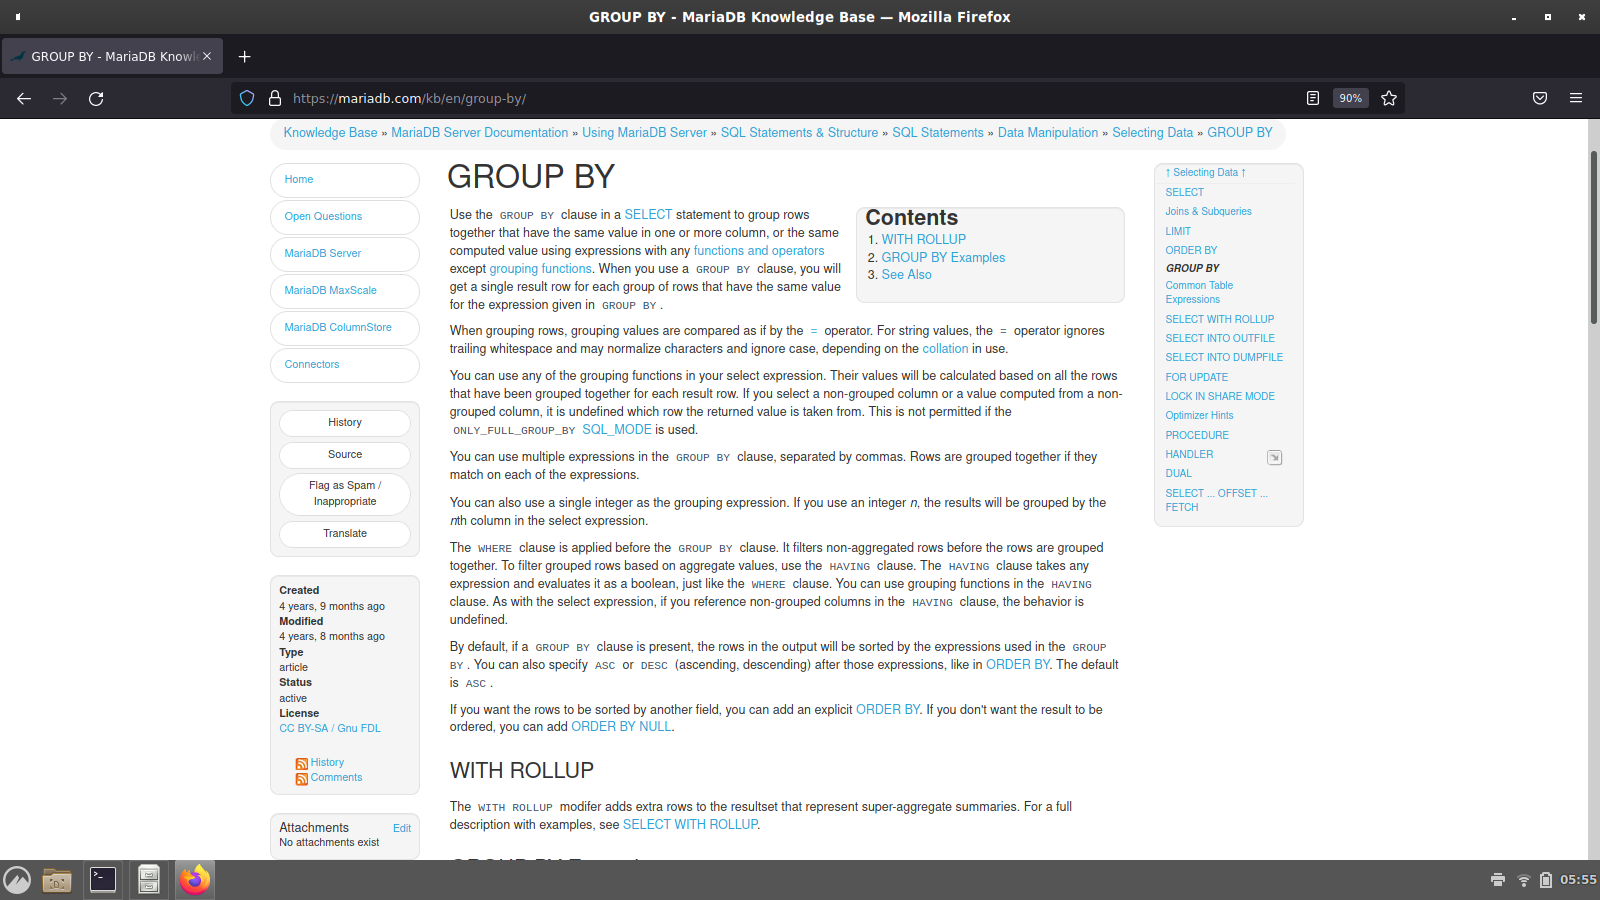 GROUP BY - MariaDB Knowledge Base — Mozilla Firefox
GROUP BY - MariaDB Knowl
https://mariadb.com/kb/en/group-by/
90%
Knowledge Base » MariaDB Server Documentation » Using MariaDB Server » SQL Statements & Structure » SQL Statements » Data Manipulation » Selecting Data » GROUP BY
Home
Open Questions
MariaDB Server
MariaDB MaxScale
MariaDB ColumnStore
Connectors
History
Source
Flag as Spam /
Inappropriate
Translate
Created
4 years, 9 months ago
Modified
4 years, 8 months ago
Type
article
Status
active
License
CC BY-SA / Gnu FDL
History
Comments
Attachments Edit
No attachments exist
GROUP BY
Contents
1. WITH ROLLUP
2. GROUP BY Examples
3. See Also
Use the GROUP BY clause in a SELECT statement to group rows
together that have the same value in one or more column, or the same
computed value using expressions with any functions and operators
except grouping functions. When you use a GROUP BY clause, you will
get a single result row for each group of rows that have the same value
for the expression given in GROUP BY .
When grouping rows, grouping values are compared as if by the = operator. For string values, the = operator ignores
trailing whitespace and may normalize characters and ignore case, depending on the collation in use.
You can use any of the grouping functions in your select expression. Their values will be calculated based on all the rows
that have been grouped together for each result row. If you select a non-grouped column or a value computed from a non-
grouped column, it is undefined which row the returned value is taken from. This is not permitted if the
ONLY_FULL_GROUP_BY SQL_MODE is used.
You can use multiple expressions in the GROUP BY clause, separated by commas. Rows are grouped together if they
match on each of the expressions.
You can also use a single integer as the grouping expression. If you use an integer n, the results will be grouped by the
nth column in the select expression.
The WHERE clause is applied before the GROUP BY clause. It filters non-aggregated rows before the rows are grouped
together. To filter grouped rows based on aggregate values, use the HAVING clause. The HAVING clause takes any
expression and evaluates it as a boolean, just like the WHERE clause. You can use grouping functions in the HAVING
clause. As with the select expression, if you reference non-grouped columns in the HAVING clause, the behavior is
undefined.
By default, if a GROUP BY clause is present, the rows in the output will be sorted by the expressions used in the GROUP
BY . You can also specify ASC or DESC (ascending, descending) after those expressions, like in ORDER BY. The default
is ASC .
If you want the rows to be sorted by another field, you can add an explicit ORDER BY. If you don't want the result to be
ordered, you can add ORDER BY NULL.
WITH ROLLUP
The WITH ROLLUP modifer adds extra rows to the resultset that represent super-aggregate summaries. For a full
description with examples, see SELECT WITH ROLLUP.
↑ Selecting Data ↑
SELECT
Joins & Subqueries
LIMIT
ORDER BY
GROUP BY
Common Table
Expressions
SELECT WITH ROLLUP
SELECT INTO OUTFILE
SELECT INTO DUMPFILE
FOR UPDATE
LOCK IN SHARE MODE
Optimizer Hints
PROCEDURE
HANDLER
DUAL
SELECT ... OFFSET ...
FETCH
05:55